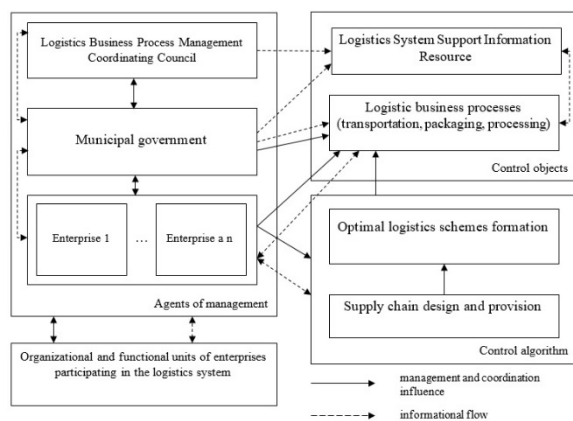 Logistics Business Process Management
Coordinating Council
Municipal government
Enterprise 1
...
Enterprise a n
Agents of management
Organizational and functional units of enterprises
participating in the logistics system
Logistics System Support Information
Resource
Logistic business processes
(transportation, packaging, processing)
Control objects
Optimal logistics schemes formation
Supply chain design and provision
Control algorithm
management and coordination
influence
informational flow